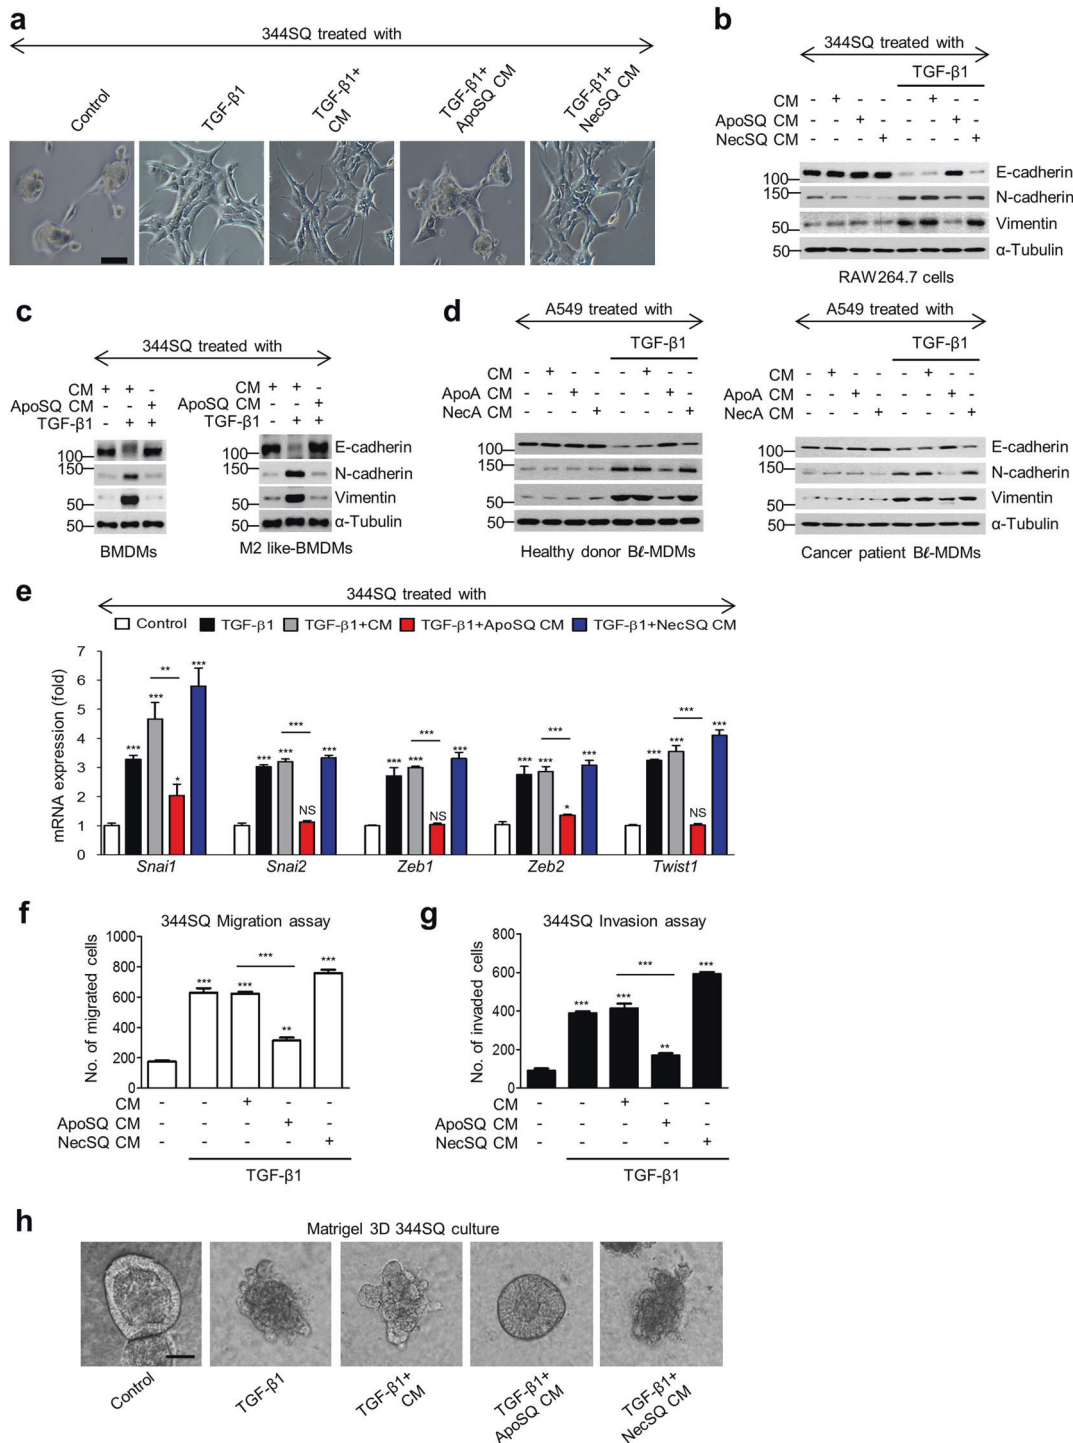 a
344SQ treated with
Control
TGF-β1
TGF-β1+
CM
TGF-β1+
ApoSQ CM
TGF-β1+
NecSQ CM
b
344SQ treated with
TGF-β1
CM - + - - - + - -
ApoSQ CM - - + - - - + -
NecSQ CM - - - + - - - +
100 E-cadherin
150 N-cadherin
50 Vimentin
50 α-Tubulin
RAW264.7 cells
c
344SQ treated with
CM + + -
ApoSQ CM - - +
TGF-β1 - + +
100
150
50
50
BMDMs
CM + + -
ApoSQ CM - - +
TGF-β1 - + +
100 E-cadherin
150 N-cadherin
50 Vimentin
50 α-Tubulin
M2 like-BMDMs
d
A549 treated with
TGF-β1
CM - + - - - + - -
ApoA CM - - + - - - + -
NecA CM - - - + - - - +
100
150
50
50
Healthy donor Bℓ-MDMs
A549 treated with
TGF-β1
CM - + - - - + - -
ApoA CM - - + - - - + -
NecA CM - - - + - - - +
100 E-cadherin
150 N-cadherin
50 Vimentin
50 α-Tubulin
Cancer patient Bℓ-MDMs
e
344SQ treated with
Control TGF-β1 TGF-β1+CM TGF-β1+ApoSQ CM TGF-β1+NecSQ CM
mRNA expression (fold)
7
6
5
4
3
2
1
0
*** *** ** * ***
*** *** *** NS ***
*** *** *** NS ***
*** *** *** * ***
*** *** *** NS ***
Snai1 Snai2 Zeb1 Zeb2 Twist1
f
344SQ Migration assay
No. of migrated cells
1000
800
600
400
200
0
*** *** *** ** ***
CM - - + - -
ApoSQ CM - - - + -
NecSQ CM - - - - +
TGF-β1
g
344SQ Invasion assay
No. of invaded cells
800
600
400
200
0
*** *** *** ** ***
CM - - + - -
ApoSQ CM - - - + -
NecSQ CM - - - - +
TGF-β1
h
Matrigel 3D 344SQ culture
Control
TGF-β1
TGF-β1+
CM
TGF-β1+
ApoSQ CM
TGF-β1+
NecSQ CM